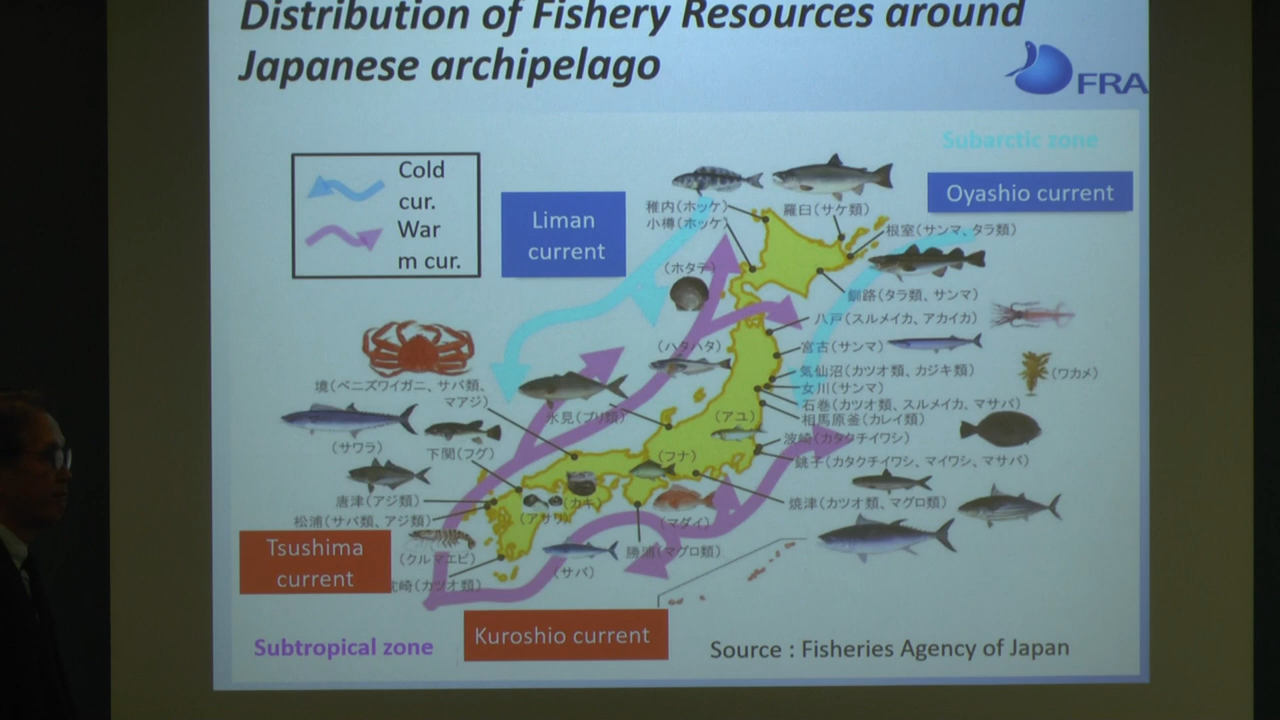 Distribution of Fishery Resources around
Japanese archipelago
FRA
Subarctic zone
Cold
cur.
War
m cur.
Liman
current
Oyashio current
稚内(ホッケ)
小樽(ホッケ)
羅臼(サケ類)
根室(サンマ、タラ類)
(ホタテ)
釧路(タラ類、サンマ)
八戸(スルメイカ、アカイカ)
(ハタハタ)
宮古(サンマ)
気仙沼(カツオ類、カジキ類)
(ワカメ)
女川(サンマ)
境(ベニズワイガニ、サバ類、
マアジ)
石巻(カツオ類、スルメイカ、マサバ)
氷見(ブリ類)
(アユ)
相馬原釜(カレイ類)
(サワラ)
下関(フグ)
波崎(カタクチイワシ)
(フナ)
銚子(カタクチイワシ、マイワシ、マサバ)
唐津(アジ類)
(カキ)
焼津(カツオ類、マグロ類)
松浦(サバ類、アジ類)
(アサリ)
(マダイ)
Tsushima
current
(クルマエビ)
勝浦(マグロ類)
(サバ)
枕崎(カツオ類)
Kuroshio current
Subtropical zone
Source : Fisheries Agency of Japan